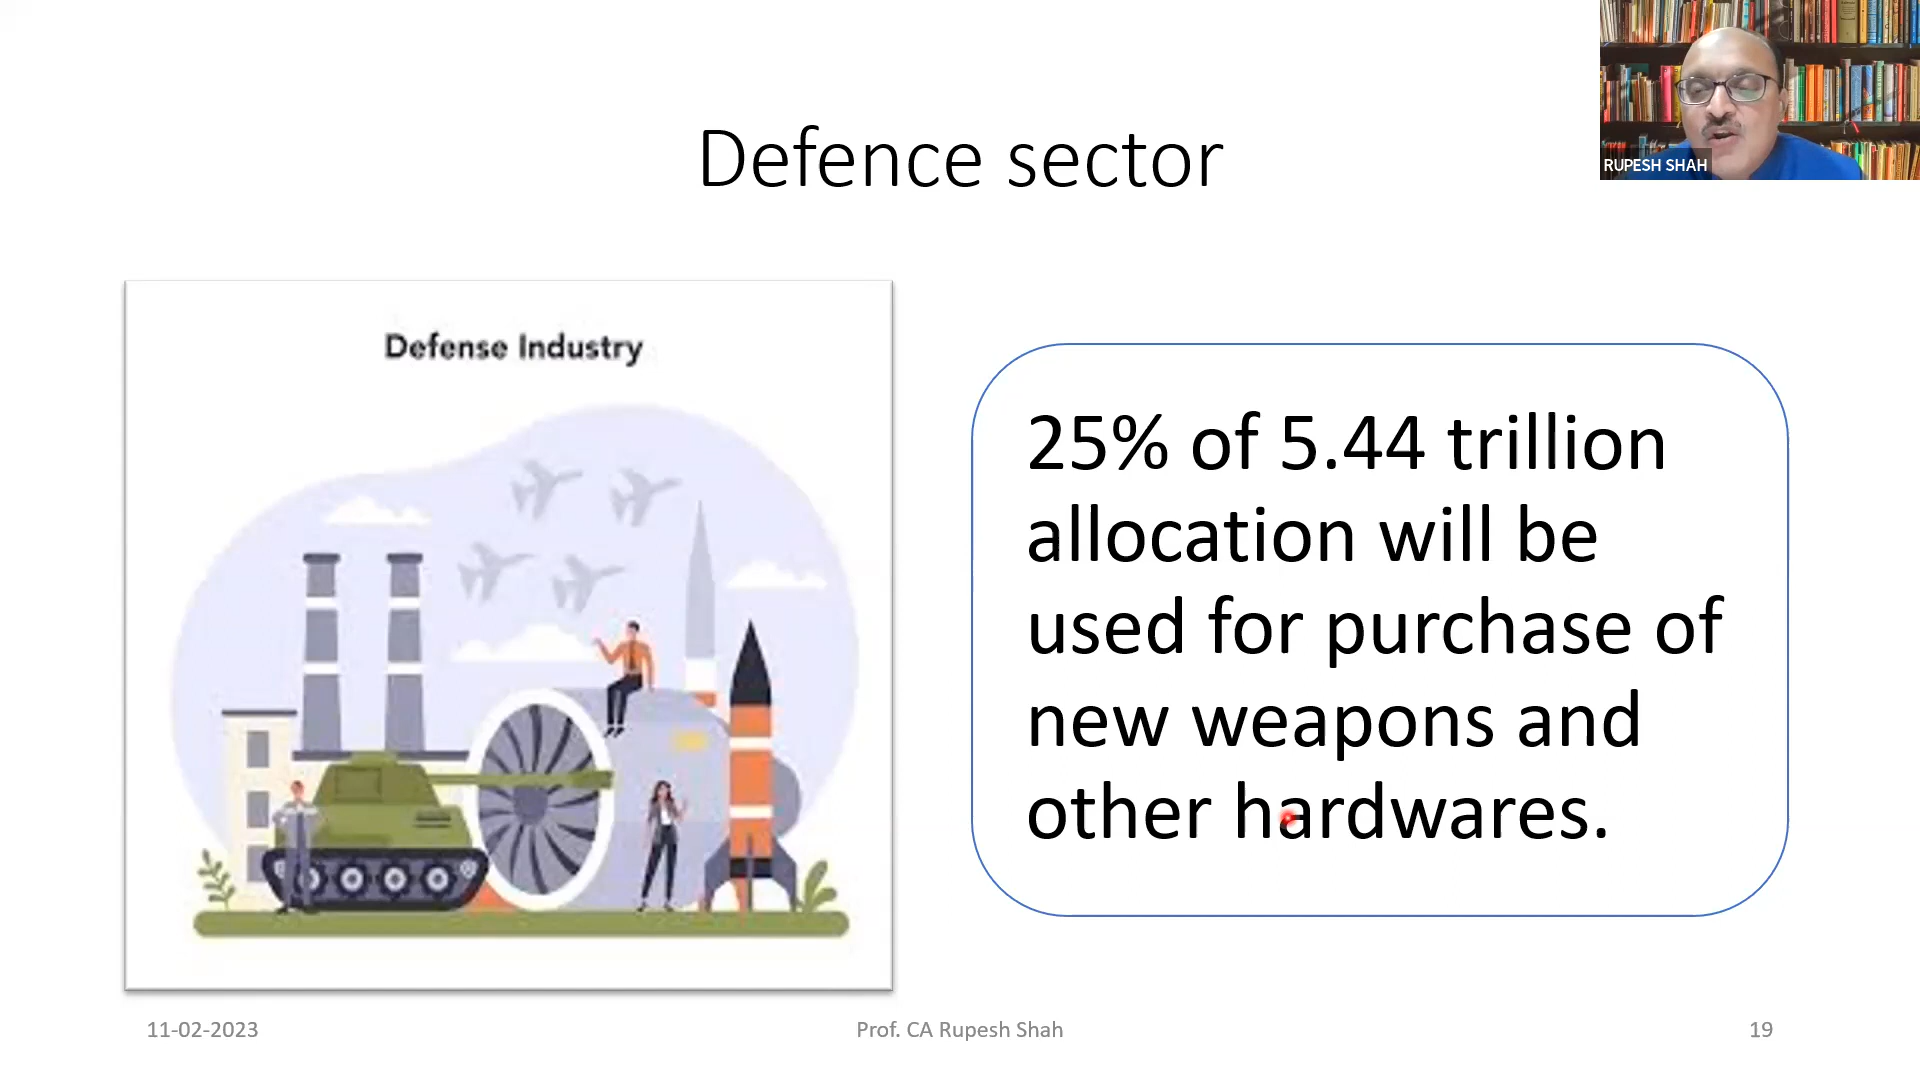 RUPESH SHAH
Defence sector
Defense Industry
25% of 5.44 trillion
allocation will be
used for purchase of
new weapons and
other hardwares.
11-02-2023
Prof. CA Rupesh Shah
19